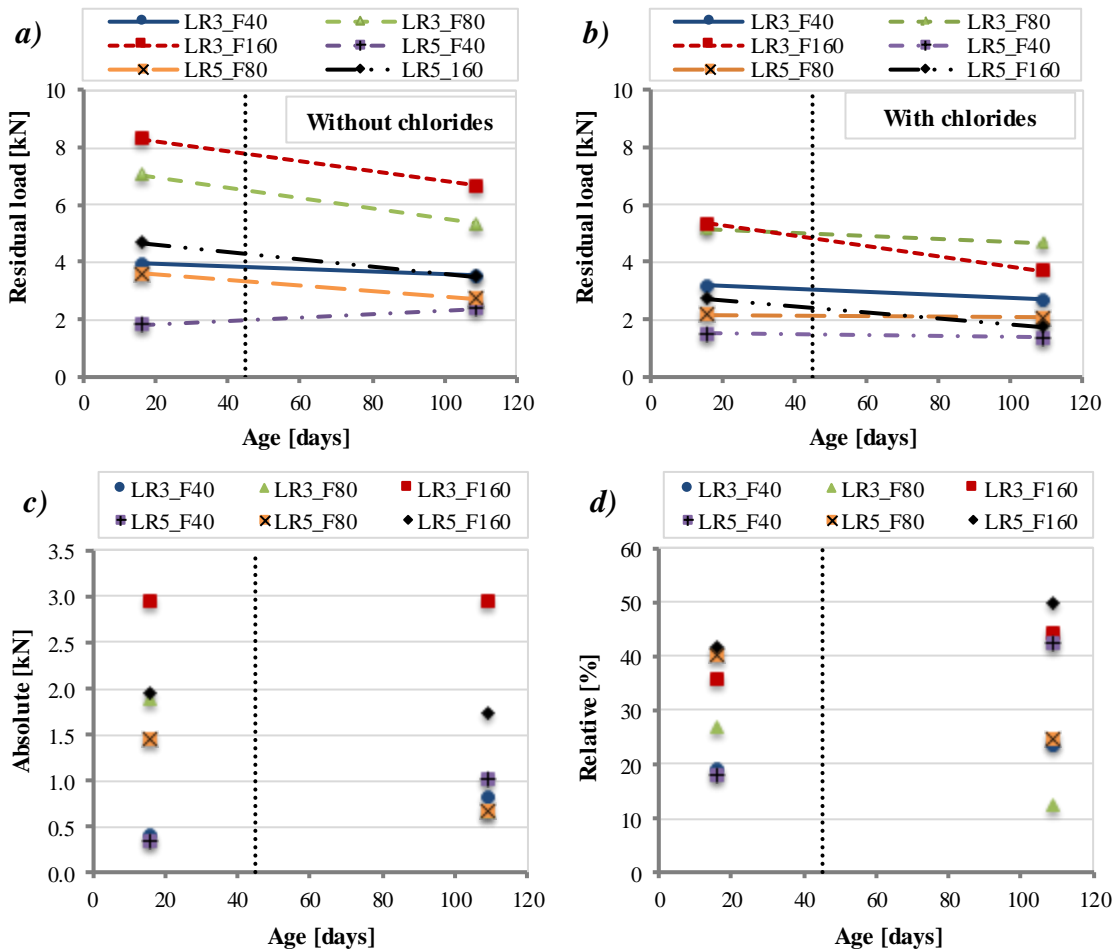 a)
LR3_F40 LR3_F80
LR3_F160 LR5_F40
LR5_F80 LR5_160
Without chlorides
Residual load [kN]
10
8
6
4
2
0
0 20 40 60 80 100 120
Age [days]
b)
LR3_F40 LR3_F80
LR3_F160 LR5_F40
LR5_F80 LR5_F160
With chlorides
Residual load [kN]
10
8
6
4
2
0
0 20 40 60 80 100 120
Age [days]
c)
LR3_F40 LR3_F80 LR3_F160
LR5_F40 LR5_F80 LR5_F160
Absolute [kN]
3.5
3.0
2.5
2.0
1.5
1.0
0.5
0.0
0 20 40 60 80 100 120
Age [days]
d)
LR3_F40 LR3_F80 LR3_F160
LR5_F40 LR5_F80 LR5_F160
Relative [%]
60
50
40
30
20
10
0
0 20 40 60 80 100 120
Age [days]